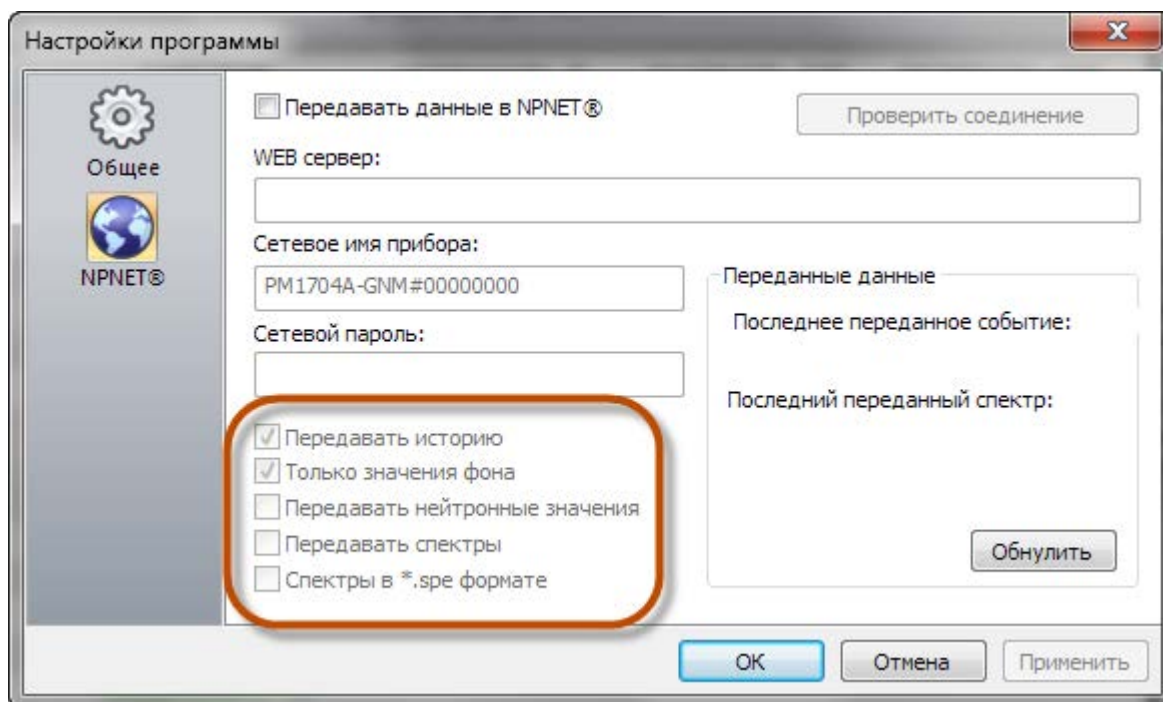 Настройки программы
Общее
NPNET®
Передавать данные в NPNET®
Проверить соединение
WEB сервер:
Сетевое имя прибора:
PM1704A-GNM#00000000
Сетевой пароль:
Передавать историю
Только значения фона
Передавать нейтронные значения
Передавать спектры
Спектры в *.spe формате
Переданные данные
Последнее переданное событие:
Последний переданный спектр:
Обнулить
ОК
Отмена
Применить